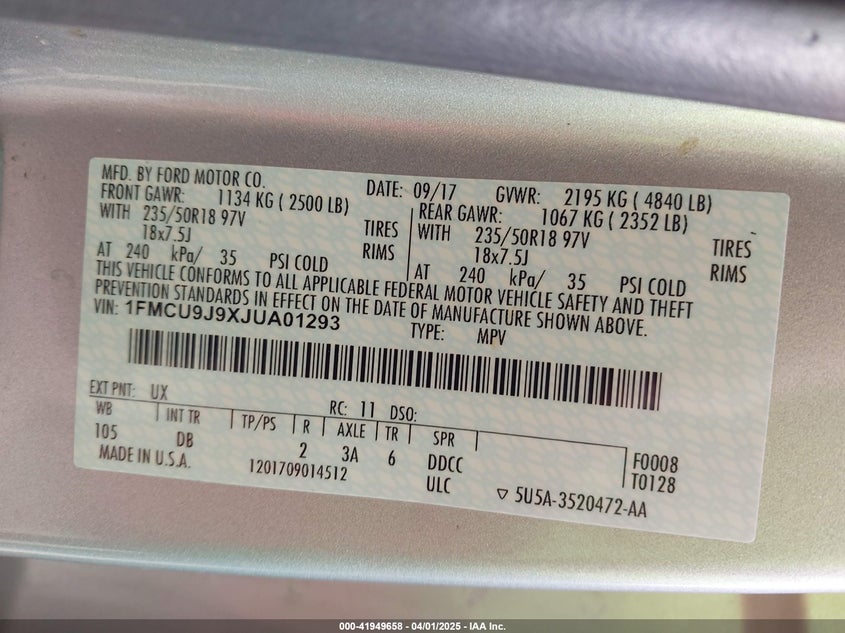 MFD. BY FORD MOTOR CO. DATE: 09/17 GVWR: 2195 KG ( 4840 LB)
FRONT GAWR: 1134 KG ( 2500 LB) REAR GAWR: 1067 KG ( 2352 LB)
WITH 235/50R18 97V TIRES WITH 235/50R18 97V TIRES
18x7.5J RIMS 18x7.5J RIMS
AT 240 kPa/ 35 PSI COLD AT 240 kPa/ 35 PSI COLD
THIS VEHICLE CONFORMS TO ALL APPLICABLE FEDERAL MOTOR VEHICLE SAFETY AND THEFT
PREVENTION STANDARDS IN EFFECT ON THE DATE OF MANUFACTURE SHOWN ABOVE.
VIN: 1FMCU9J9XJUA01293 TYPE: MPV
EXT PNT: UX RC: 11 DSO:
WB INT TR TP/PS R AXLE TR SPR
105 DB 2 3A 6 DDCC F0008
MADE IN U.S.A. 1201709014512 ULC T0128
▽ 5U5A-3520472-AA
000-41949658 - 04/01/2025 - IAA Inc.